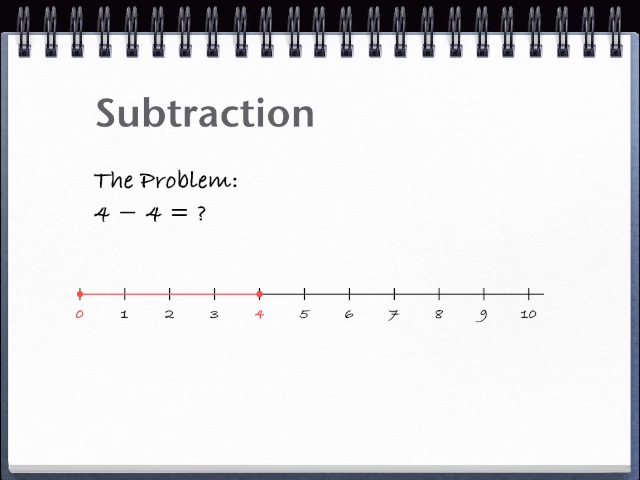 Subtraction
The Problem:
4 − 4 = ?
0 1 2 3 4 5 6 7 8 9 10